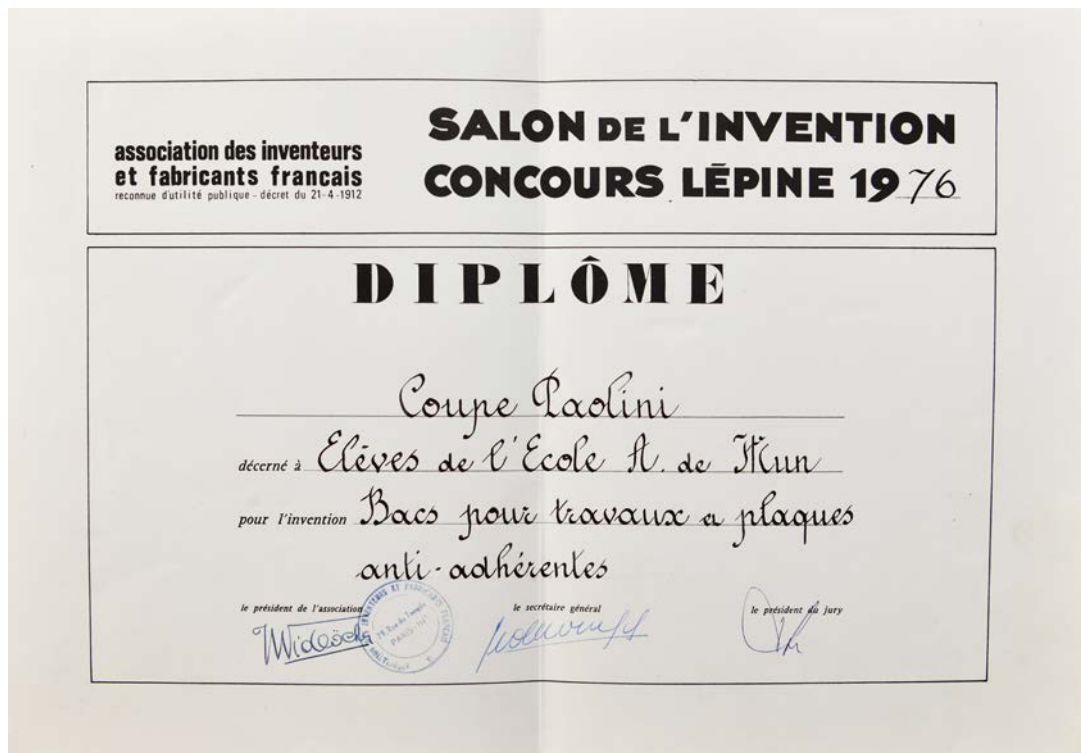 association des inventeurs
et fabricants francais
reconnue d'utilité publique - décret du 21-4-1912
SALON DE L'INVENTION
CONCOURS LÉPINE 1976
DIPLÔME
Coupe Paolini
décerné à Elèves de l'Ecole A. de Mun
pour l'invention Bacs pour travaux et plaques
anti-adhérentes
le président de l'association
le secrétaire général
le président du jury